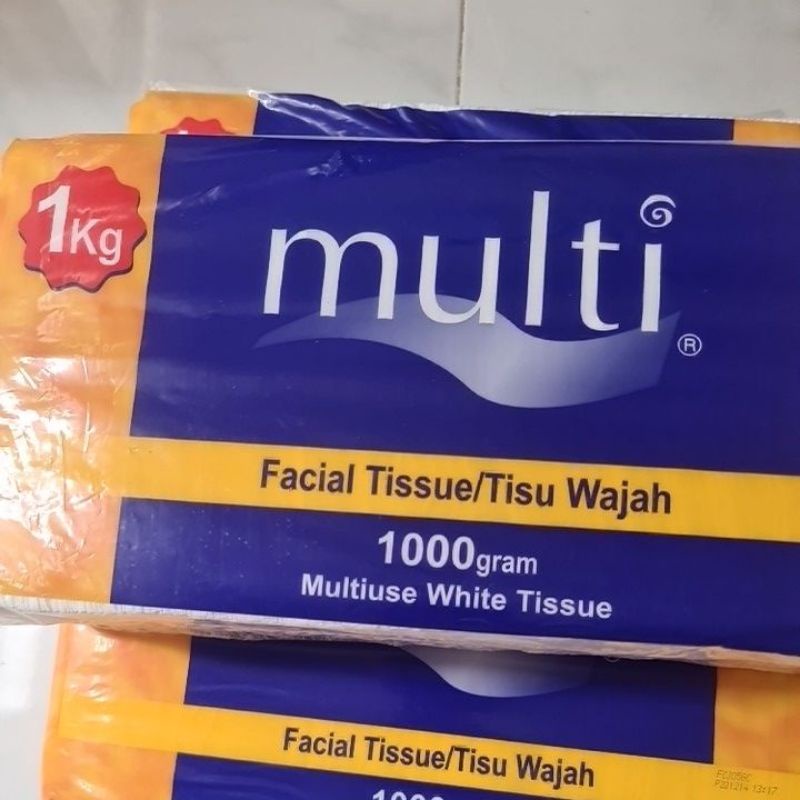 1Kg
multi
®
Facial Tissue/Tisu Wajah
1000gram
Multiuse White Tissue
Facial Tissue/Tisu Wajah